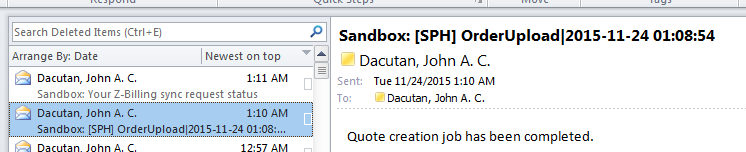 Respond Quick Steps Move Tags
Search Deleted Items (Ctrl+E)
Arrange By: Date Newest on top
Dacutan, John A. C. 1:11 AM
Sandbox: Your Z-Billing sync request status
Dacutan, John A. C. 1:10 AM
Sandbox: [SPH] OrderUpload|2015-11-24 01:08:...
Dacutan, John A. C. 12:57 AM
Sandbox: [SPH] OrderUpload|2015-11-24 01:08:54
Dacutan, John A. C.
Sent: Tue 11/24/2015 1:10 AM
To: Dacutan, John A. C.
Quote creation job has been completed.